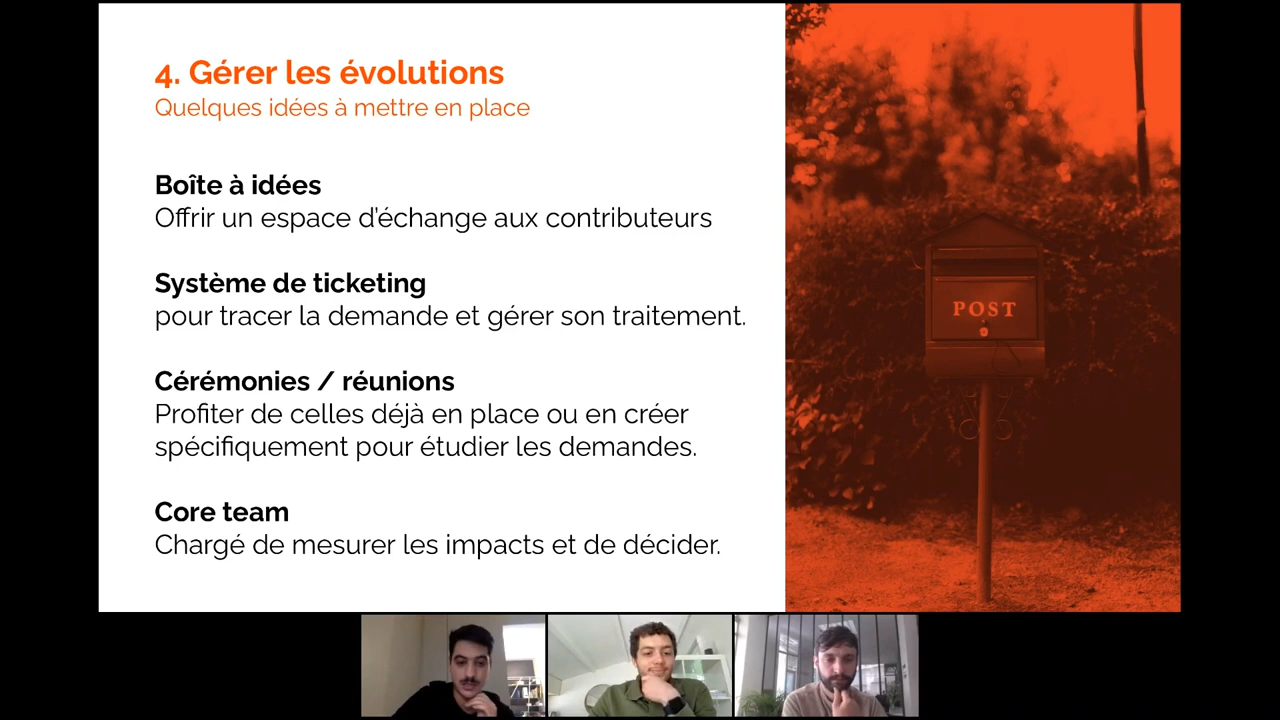 4. Gérer les évolutions
Quelques idées à mettre en place
Boîte à idées
Offrir un espace d'échange aux contributeurs
Système de ticketing
pour tracer la demande et gérer son traitement.
Cérémonies / réunions
Profiter de celles déjà en place ou en créer
spécifiquement pour étudier les demandes.
Core team
Chargé de mesurer les impacts et de décider.
POST